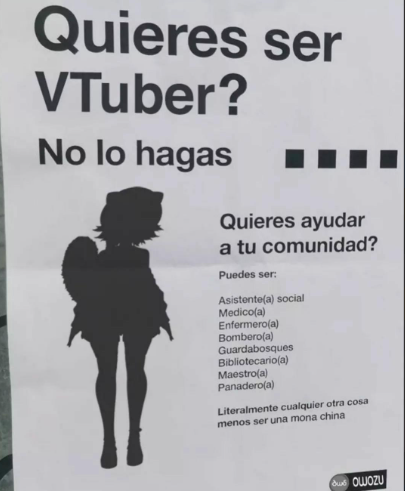 Quieres ser
VTuber?
No lo hagas
Quieres ayudar
a tu comunidad?
Puedes ser:
Asistente(a) social
Medico(a)
Enfermero(a)
Bombero(a)
Guardabosques
Bibliotecario(a)
Maestro(a)
Panadero(a)
Literalmente cualquier otra cosa
menos ser una mona china
ówò OWOZU